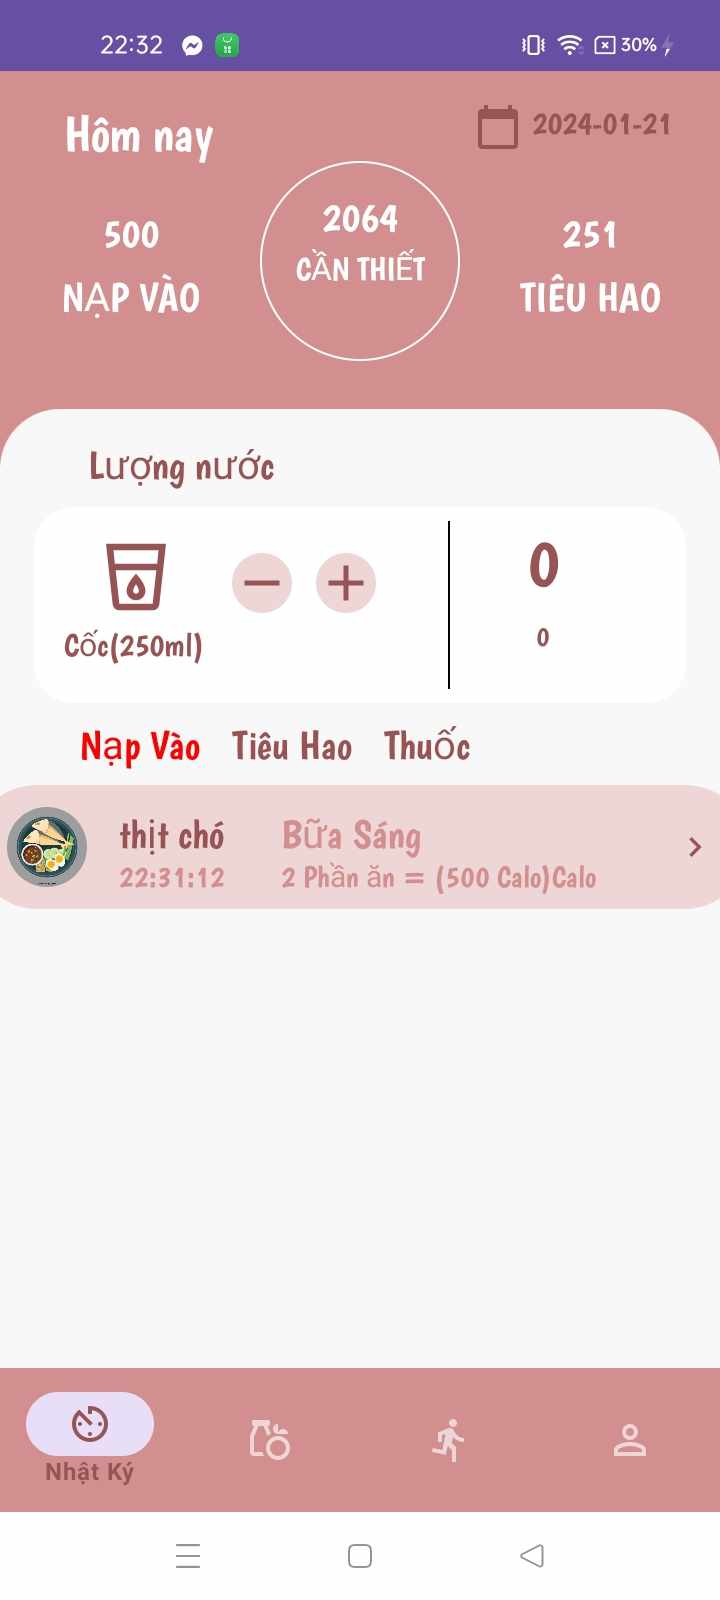 22:32
30%
Hôm nay
2024-01-21
500
NẠP VÀO
2064
CẦN THIẾT
251
TIÊU HAO
Lượng nước
Cốc(250ml)
0
0
Nạp Vào Tiêu Hao Thuốc
thịt chó Bữa Sáng
22:31:12 2 Phần ăn = (500 Calo)Calo
Nhật Ký